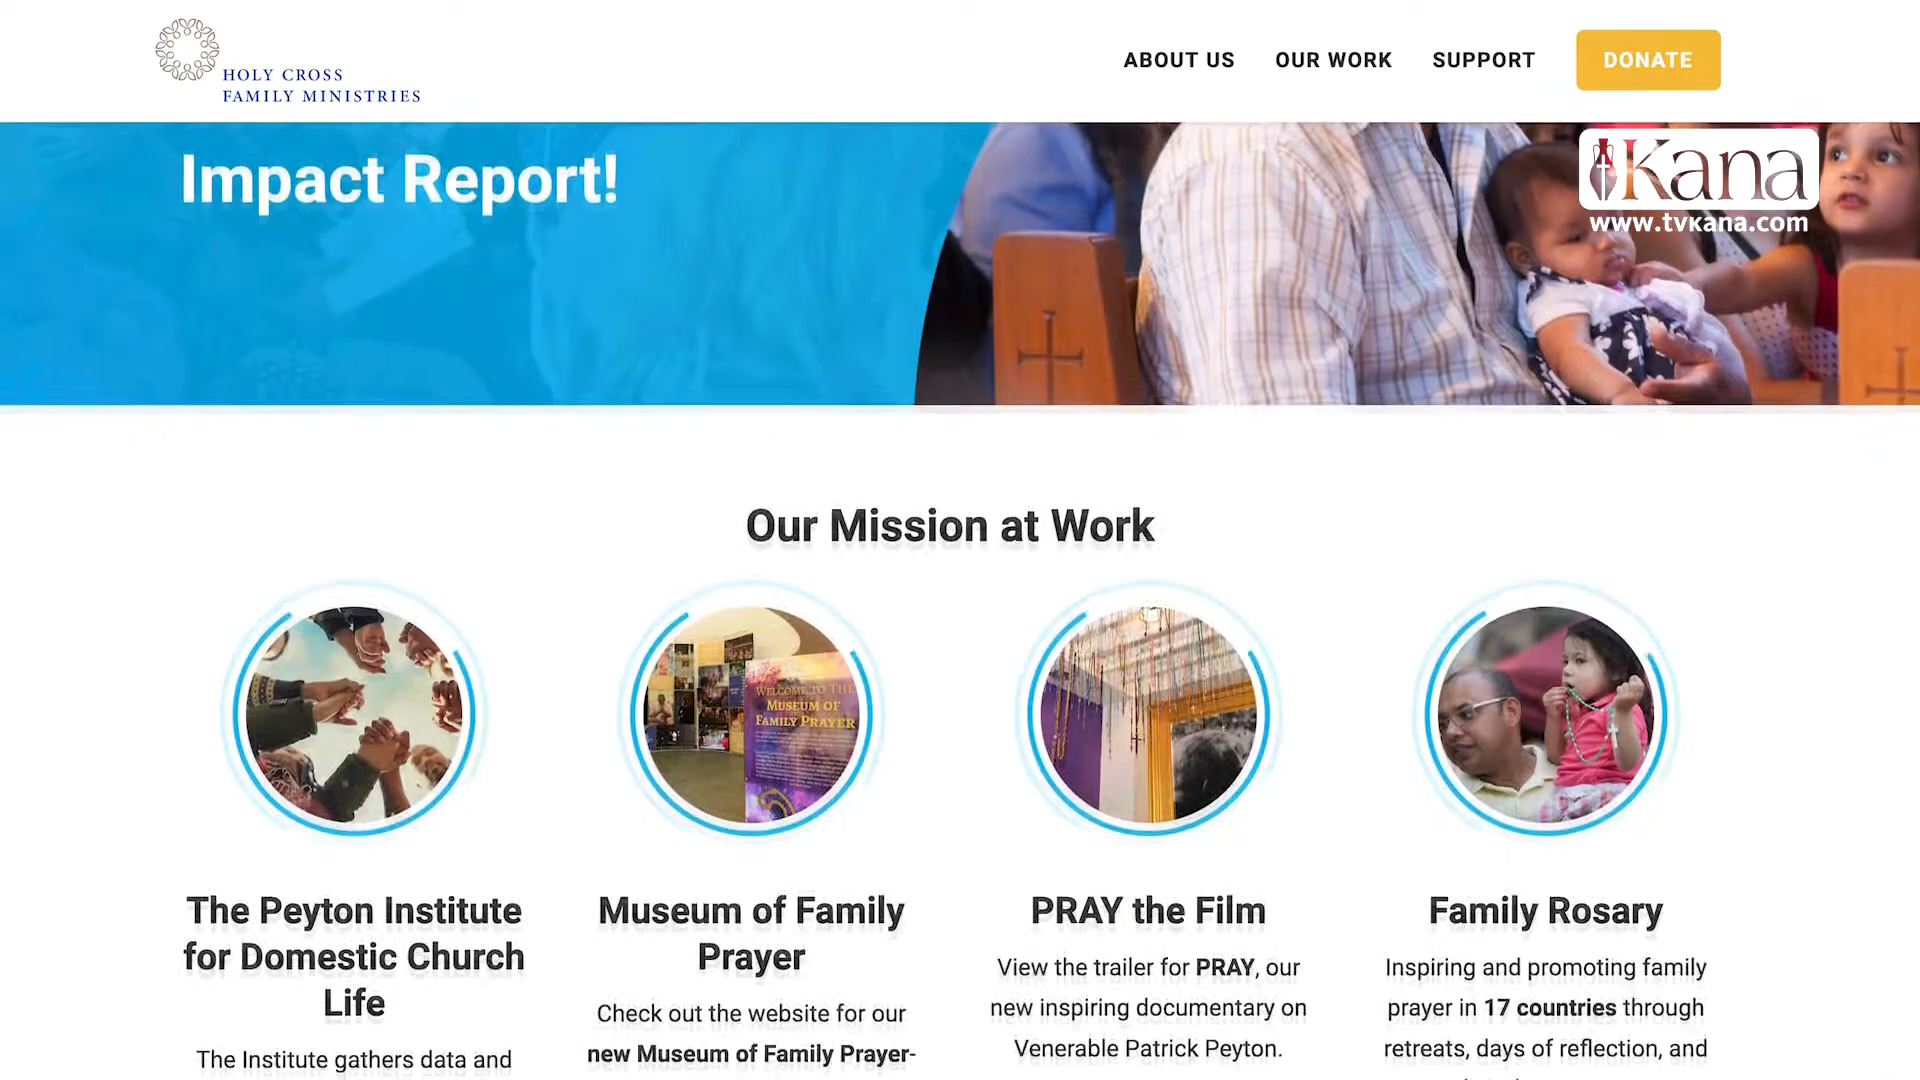 HOLY CROSS
FAMILY MINISTRIES
ABOUT US
OUR WORK
SUPPORT
DONATE
Kana
www.tvkana.com
Impact Report!
Our Mission at Work
WELCOME TO THE
MUSEUM OF
FAMILY PRAYER
The Peyton Institute
for Domestic Church
Life
The Institute gathers data and
Museum of Family
Prayer
Check out the website for our
new Museum of Family Prayer-
PRAY the Film
View the trailer for PRAY, our
new inspiring documentary on
Venerable Patrick Peyton.
Family Rosary
Inspiring and promoting family
prayer in 17 countries through
retreats, days of reflection, and